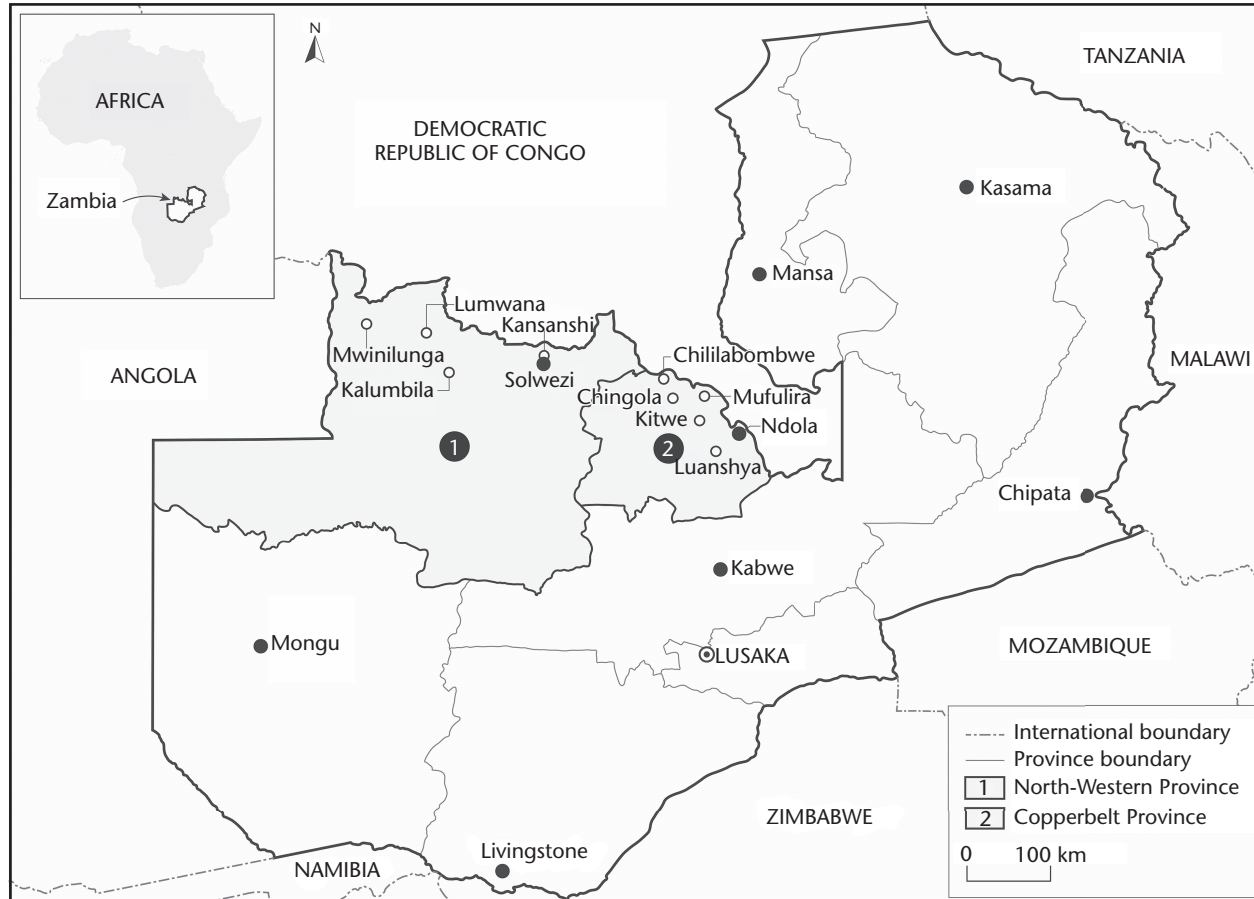 AFRICA
Zambia
N
DEMOCRATIC
REPUBLIC OF CONGO
TANZANIA
Kasama
Mansa
Lumwana
Kansanshi
Mwinilunga
Solwezi
Kalumbila
ANGOLA
Chililabombwe
Chingola
Mufulira
Kitwe
Ndola
Luanshya
1
2
MALAWI
Chipata
Kabwe
Mongu
LUSAKA
MOZAMBIQUE
ZIMBABWE
Livingstone
NAMIBIA
International boundary
Province boundary
1 North-Western Province
2 Copperbelt Province
0 100 km